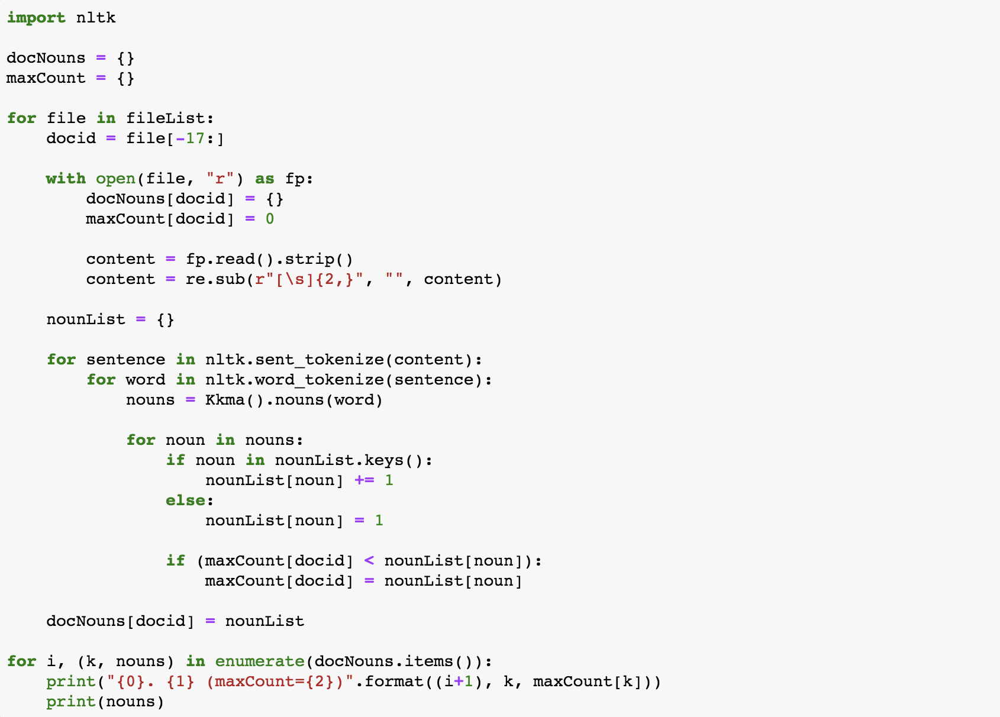 import nltk
docNouns = {}
maxCount = {}
for file in fileList:
    docid = file[-17:]
    with open(file, "r") as fp:
        docNouns[docid] = {}
        maxCount[docid] = 0
        content = fp.read().strip()
        content = re.sub(r"[\s]{2,}", "", content)
    nounList = {}
    for sentence in nltk.sent_tokenize(content):
        for word in nltk.word_tokenize(sentence):
            nouns = Kkma().nouns(word)
            for noun in nouns:
                if noun in nounList.keys():
                    nounList[noun] += 1
                else:
                    nounList[noun] = 1
                if (maxCount[docid] < nounList[noun]):
                    maxCount[docid] = nounList[noun]
    docNouns[docid] = nounList
for i, (k, nouns) in enumerate(docNouns.items()):
    print("{0}. {1} (maxCount={2})".format((i+1), k, maxCount[k]))
    print(nouns)